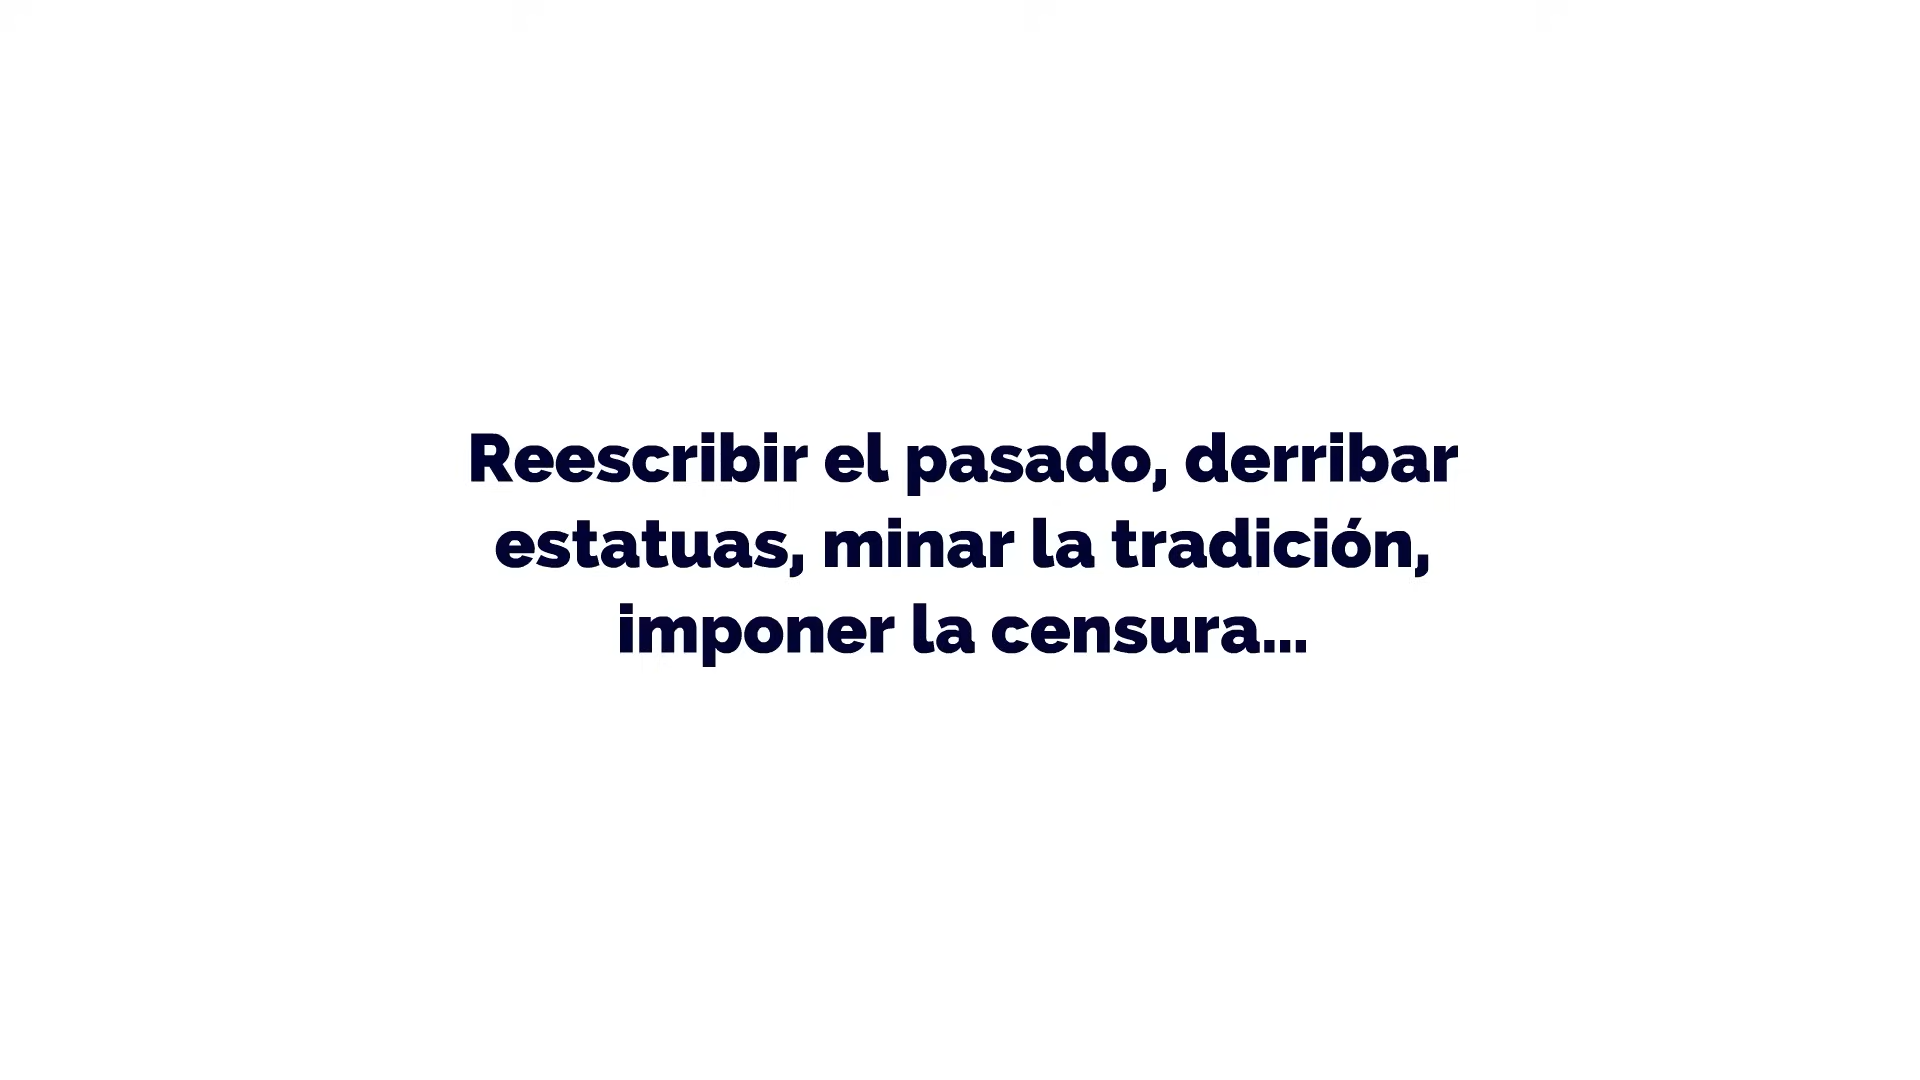 Reescribir el pasado, derribar
estatuas, minar la tradición,
imponer la censura...